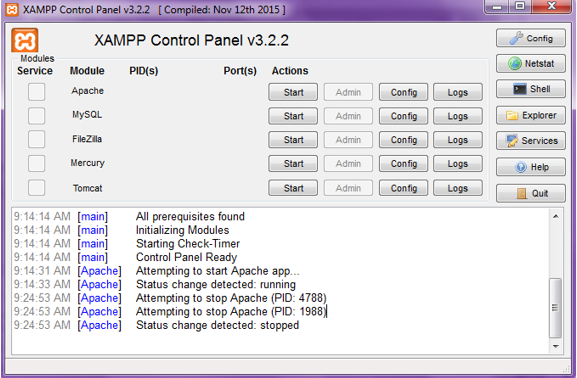 XAMPP Control Panel v3.2.2 [ Compiled: Nov 12th 2015 ]
XAMPP Control Panel v3.2.2
Config
Modules
Service Module PID(s) Port(s) Actions
Netstat
Apache Start Admin Config Logs
Shell
MySQL Start Admin Config Logs
Explorer
FileZilla Start Admin Config Logs
Services
Mercury Start Admin Config Logs
Help
Tomcat Start Admin Config Logs
Quit
9:14:14 AM [main] All prerequisites found
9:14:14 AM [main] Initializing Modules
9:14:14 AM [main] Starting Check-Timer
9:14:14 AM [main] Control Panel Ready
9:14:31 AM [Apache] Attempting to start Apache app...
9:14:33 AM [Apache] Status change detected: running
9:24:53 AM [Apache] Attempting to stop Apache (PID: 4788)
9:24:53 AM [Apache] Attempting to stop Apache (PID: 1988)
9:24:53 AM [Apache] Status change detected: stopped